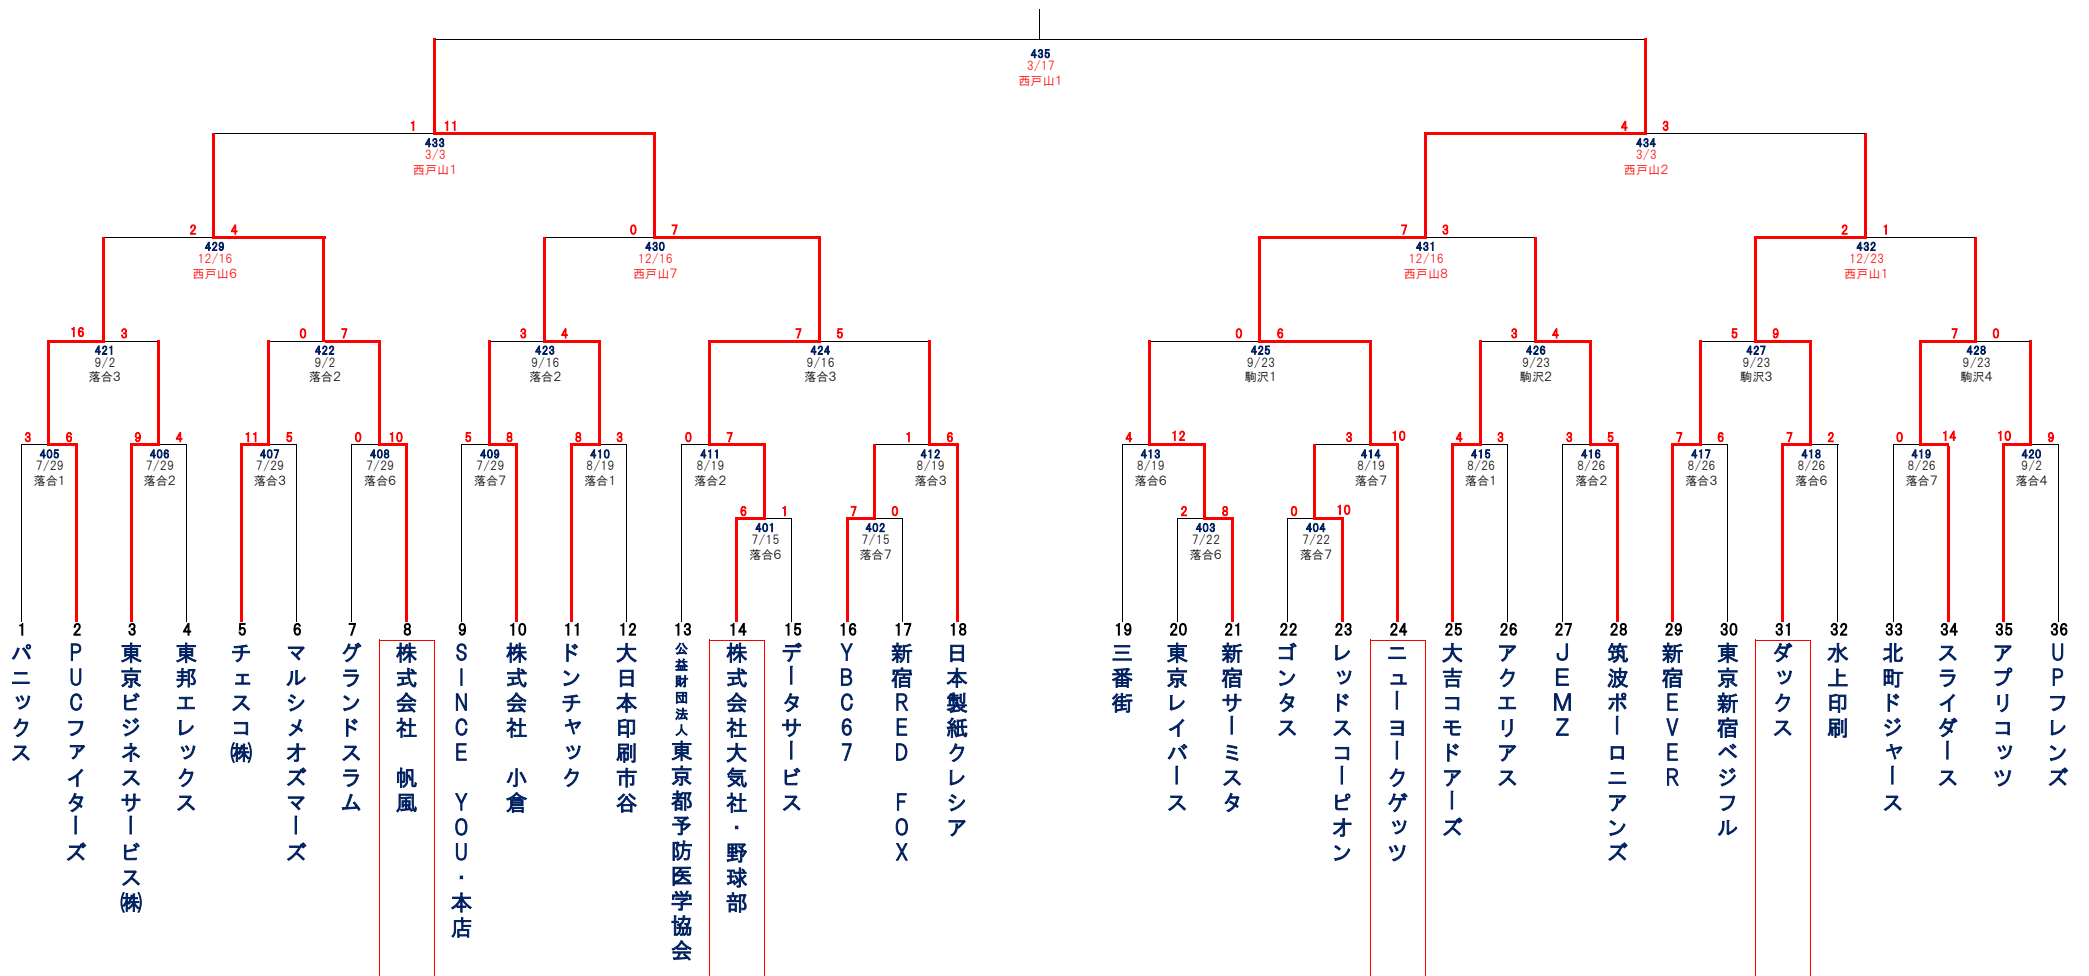 435
3/17
西戸山1
1 11
433
3/3
西戸山1
4 3
434
3/3
西戸山2
2 4
429
12/16
西戸山6
0 7
430
12/16
西戸山7
7 3
431
12/16
西戸山8
2 1
432
12/23
西戸山1
16 3
421
9/2
落合3
0 7
422
9/2
落合2
3 4
423
9/16
落合2
7 5
424
9/16
落合3
0 6
425
9/23
駒沢1
3 4
426
9/23
駒沢2
5 9
427
9/23
駒沢3
7 0
428
9/23
駒沢4
3 6
405
7/29
落合1
9 4
406
7/29
落合2
11 5
407
7/29
落合3
0 10
408
7/29
落合6
5 8
409
7/29
落合7
8 3
410
8/19
落合1
0 7
411
8/19
落合2
1 6
412
8/19
落合3
4 12
413
8/19
落合6
3 10
414
8/19
落合7
4 3
415
8/26
落合1
3 5
416
8/26
落合2
7 6
417
8/26
落合3
7 2
418
8/26
落合6
0 14
419
8/26
落合7
10 9
420
9/2
落合4
6 1
401
7/15
落合6
7 0
402
7/15
落合7
2 8
403
7/22
落合6
0 10
404
7/22
落合7
1
パニックス
2
PUCファイターズ
3
東京ビジネスサービス㈱
4
東邦エレックス
5
チェスコ㈱
6
マルシメオズマーズ
7
グランドスラム
8
株式会社　帆風
9
SINCE　YOU・本店
10
株式会社　小倉
11
ドンチャック
12
大日本印刷市谷
13
公益財団法人東京都予防医学協会
14
株式会社大気社・野球部
15
データサービス
16
YBC67
17
新宿RED　FOX
18
日本製紙クレシア
19
三番街
20
東京レイバース
21
新宿サーミスタ
22
ゴンタス
23
レッドスコーピオン
24
ニューヨークゲッツ
25
大吉コモドアーズ
26
アクエリアス
27
JEMZ
28
筑波ポーロニアンズ
29
新宿EVER
30
東京新宿ベジフル
31
ダックス
32
水上印刷
33
北町ドジャース
34
スライダース
35
アプリコッツ
36
UPフレンズ